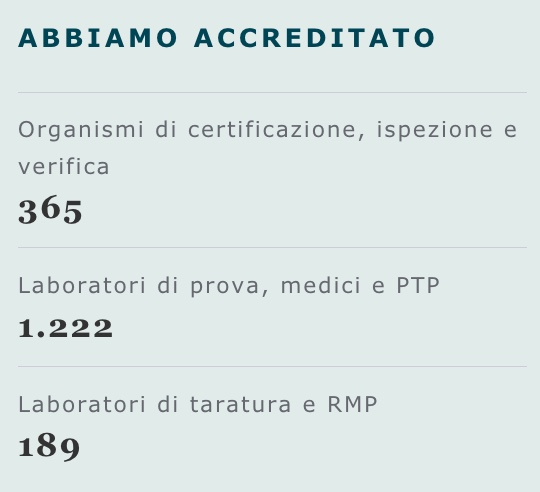 ABBIAMO ACCREDITATO
Organismi di certificazione, ispezione e
verifica
365
Laboratori di prova, medici e PTP
1.222
Laboratori di taratura e RMP
189